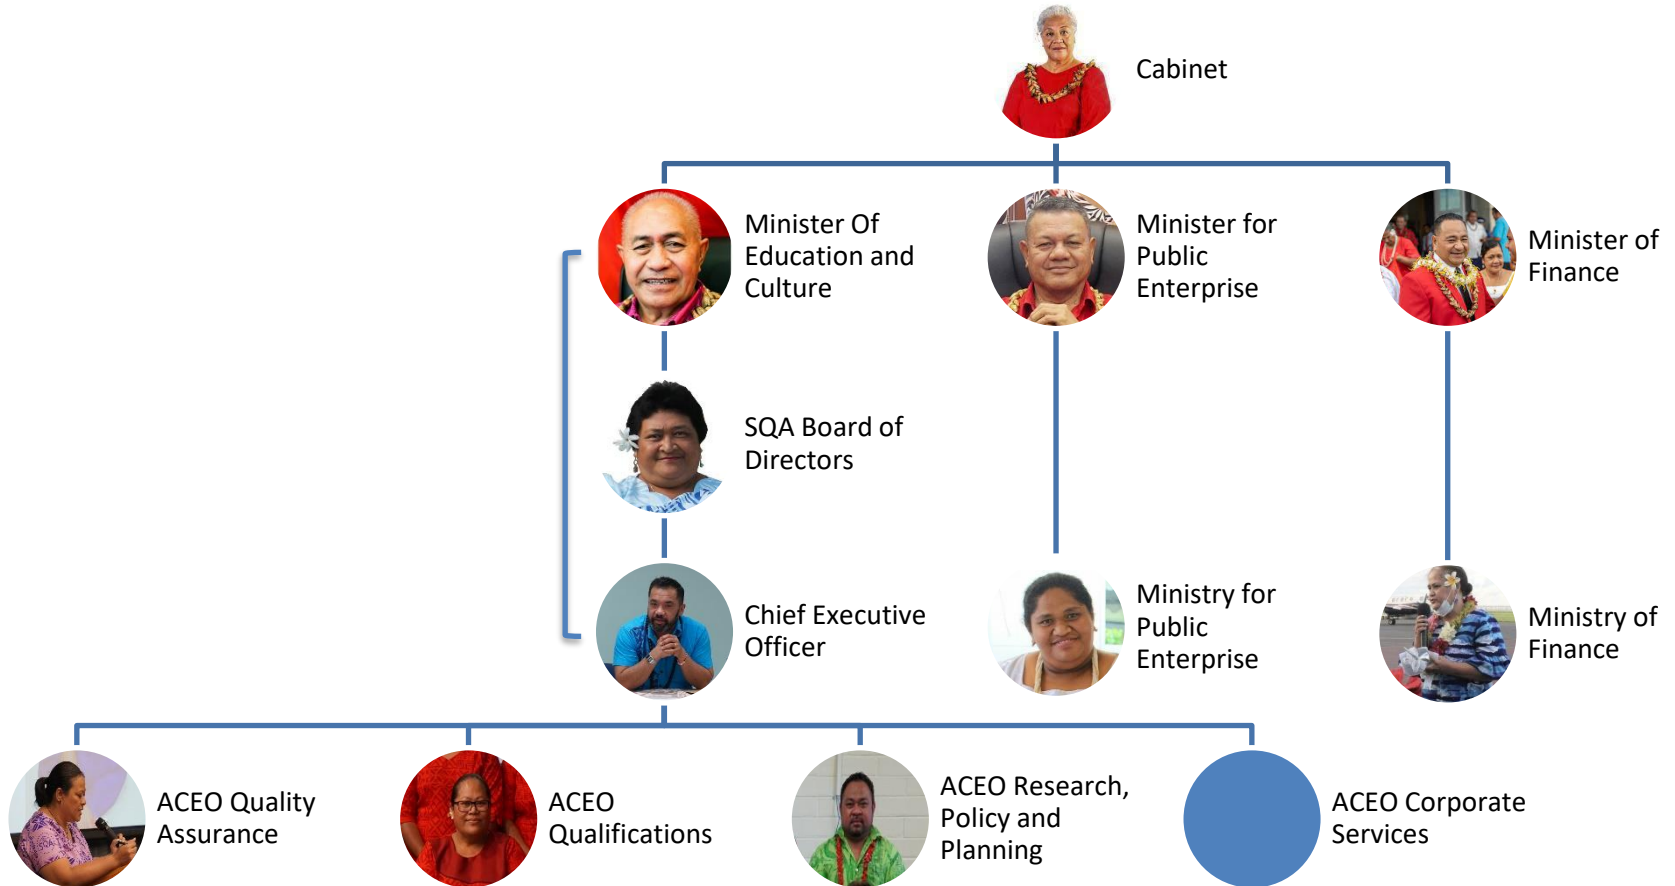 Cabinet
Minister Of
Education and
Culture
Minister for
Public
Enterprise
Minister of
Finance
SQA Board of
Directors
Chief Executive
Officer
Ministry for
Public
Enterprise
Ministry of
Finance
ACEO Quality
Assurance
ACEO
Qualifications
ACEO Research,
Policy and
Planning
ACEO Corporate
Services